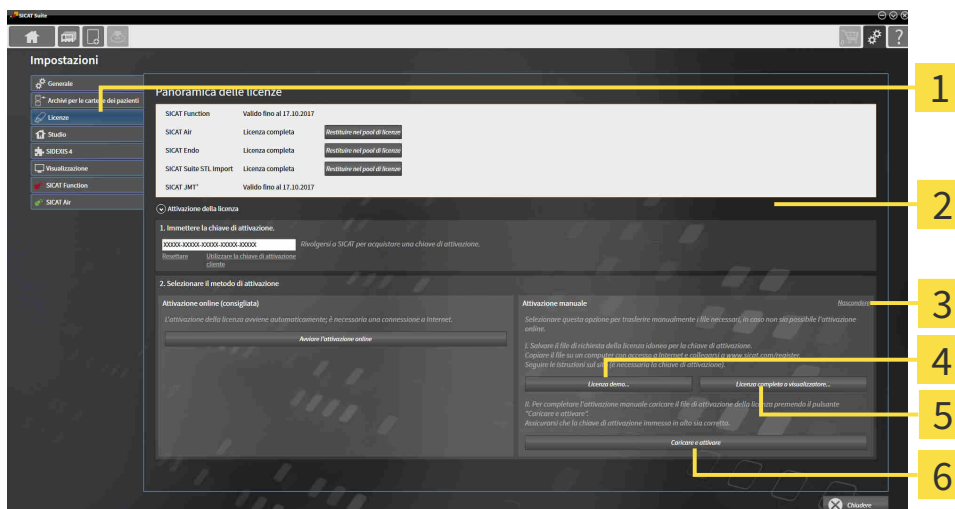 SICAT Suite
?
Impostazioni
Generale
Archivi per le cartelle dei pazienti
Licenze
Studio
SIDEXIS 4
Visualizzazione
SICAT Function
SICAT Air
Panoramica delle licenze
SICAT Function Valido fino al 17.10.2017
SICAT Air Licenza completa Restituire nel pool di licenze
SICAT Endo Licenza completa Restituire nel pool di licenze
SICAT Suite STL Import Licenza completa Restituire nel pool di licenze
SICAT JMT+ Valido fino al 17.10.2017
Attivazione della licenza
1. Immettere la chiave di attivazione.
XXXXX-XXXXX-XXXXX-XXXXX-XXXXX Rivolgersi a SICAT per acquistare una chiave di attivazione.
Resettare Utilizzare la chiave di attivazione
cliente
2. Selezionare il metodo di attivazione
Attivazione online (consigliata)
L'attivazione della licenza avviene automaticamente; è necessaria una connessione a Internet.
Avviare l'attivazione online
Attivazione manuale Nascondere
Selezionare questa opzione per trasferire manualmente i file necessari, in caso non sia possibile l'attivazione
online.
I. Salvare il file di richiesta della licenza idoneo per la chiave di attivazione.
Copiare il file su un computer con accesso a Internet e collegarsi a www.sicat.com/register.
Seguire le istruzioni sul sito (è necessaria la chiave di attivazione).
Licenza demo... Licenza completa o visualizzatore...
II. Per completare l'attivazione manuale caricare il file di attivazione della licenza premendo il pulsante
"Caricare e attivare".
Assicurarsi che la chiave di attivazione immessa in alto sia corretta.
Caricare e attivare
Chiudere
1
2
3
4
5
6